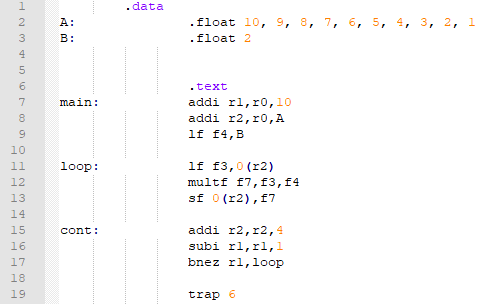 1 .data
2 A: .float 10, 9, 8, 7, 6, 5, 4, 3, 2, 1
3 B: .float 2
4
5
6 .text
7 main: addi r1,r0,10
8 addi r2,r0,A
9 lf f4,B
10
11 loop: lf f3,0(r2)
12 multf f7,f3,f4
13 sf 0(r2),f7
14
15 cont: addi r2,r2,4
16 subi r1,r1,1
17 bnez r1,loop
18
19 trap 6